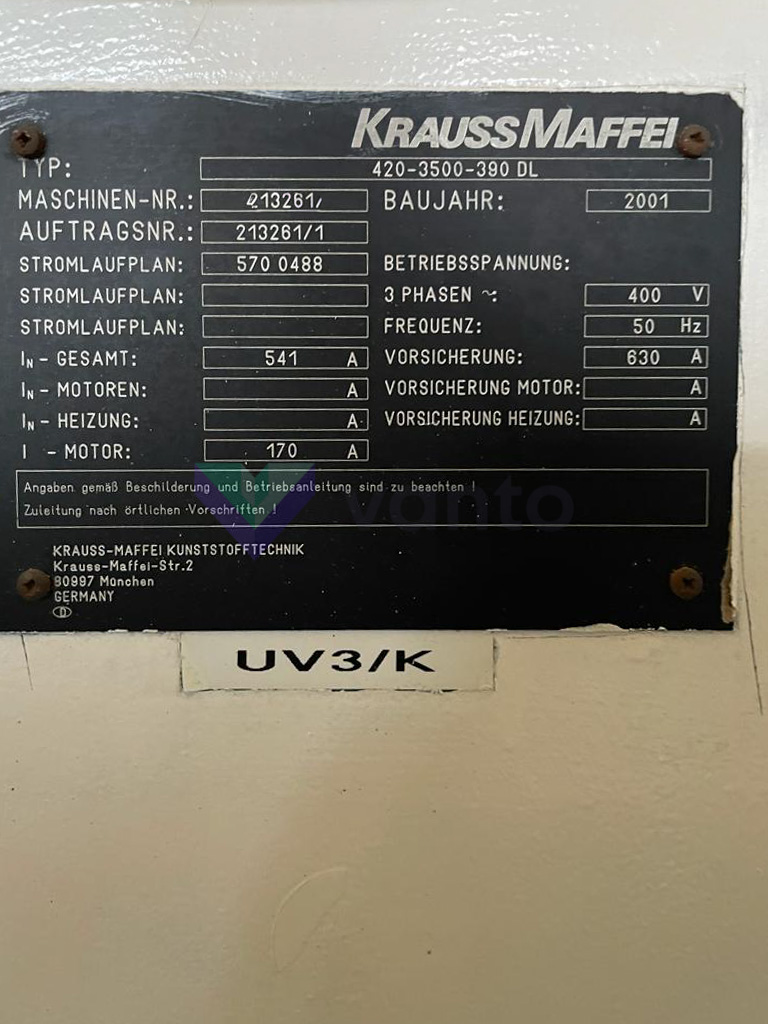 KRAUSSMAFFEI
TYP: 420-3500-390 DL
MASCHINEN-NR.: 213261/ BAUJAHR: 2001
AUFTRAGSNR.: 213261/1
STROMLAUFPLAN: 570 0488 BETRIEBSSPANNUNG:
STROMLAUFPLAN: 3 PHASEN ~: 400 V
STROMLAUFPLAN: FREQUENZ: 50 Hz
IN - GESAMT: 541 A VORSICHERUNG: 630 A
IN - MOTOREN: A VORSICHERUNG MOTOR: A
IN - HEIZUNG: A VORSICHERUNG HEIZUNG: A
I - MOTOR: 170 A
Angaben gemäß Beschilderung und Betriebsanleitung sind zu beachten !
Zuleitung nach örtlichen Vorschriften !
vanto
KRAUSS-MAFFEI KUNSTSTOFFTECHNIK
Krauss-Maffei-Str.2
80997 München
GERMANY
D
UV3/K